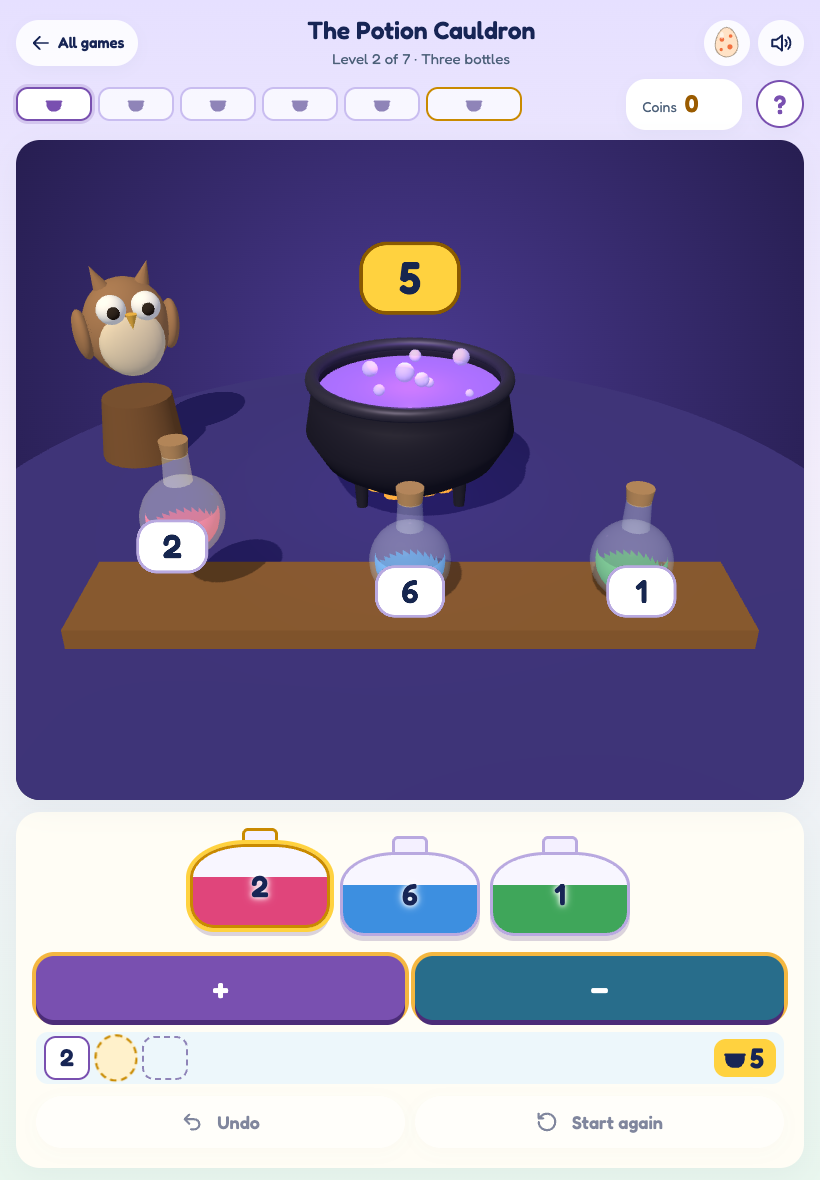 All games
The Potion Cauldron
Level 2 of 7 · Three bottles
Coins 0
?
5
2
6
1
2
6
1
+
−
2
5
Undo
Start again